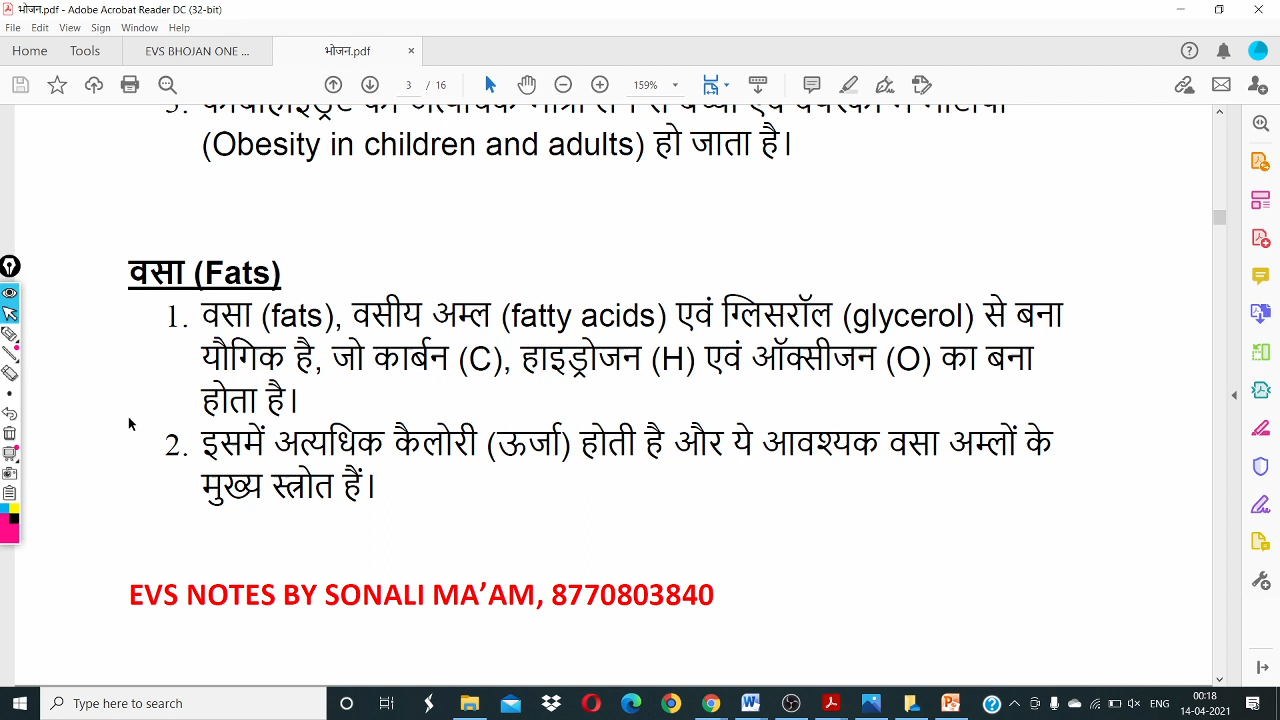 भोजन.pdf - Adobe Acrobat Reader DC (32-bit)
File Edit View Sign Window Help
Home Tools EVS BHOJAN ONE ... भोजन.pdf ×
3 / 16 159%
(Obesity in children and adults) हो जाता है।
वसा (Fats)
1. वसा (fats), वसीय अम्ल (fatty acids) एवं ग्लिसरॉल (glycerol) से बना
यौगिक है, जो कार्बन (C), हाइड्रोजन (H) एवं ऑक्सीजन (O) का बना
होता है।
2. इसमें अत्यधिक कैलोरी (ऊर्जा) होती है और ये आवश्यक वसा अम्लों के
मुख्य स्त्रोत हैं।
EVS NOTES BY SONALI MA’AM, 8770803840
Type here to search
ENG
00:18
14-04-2021